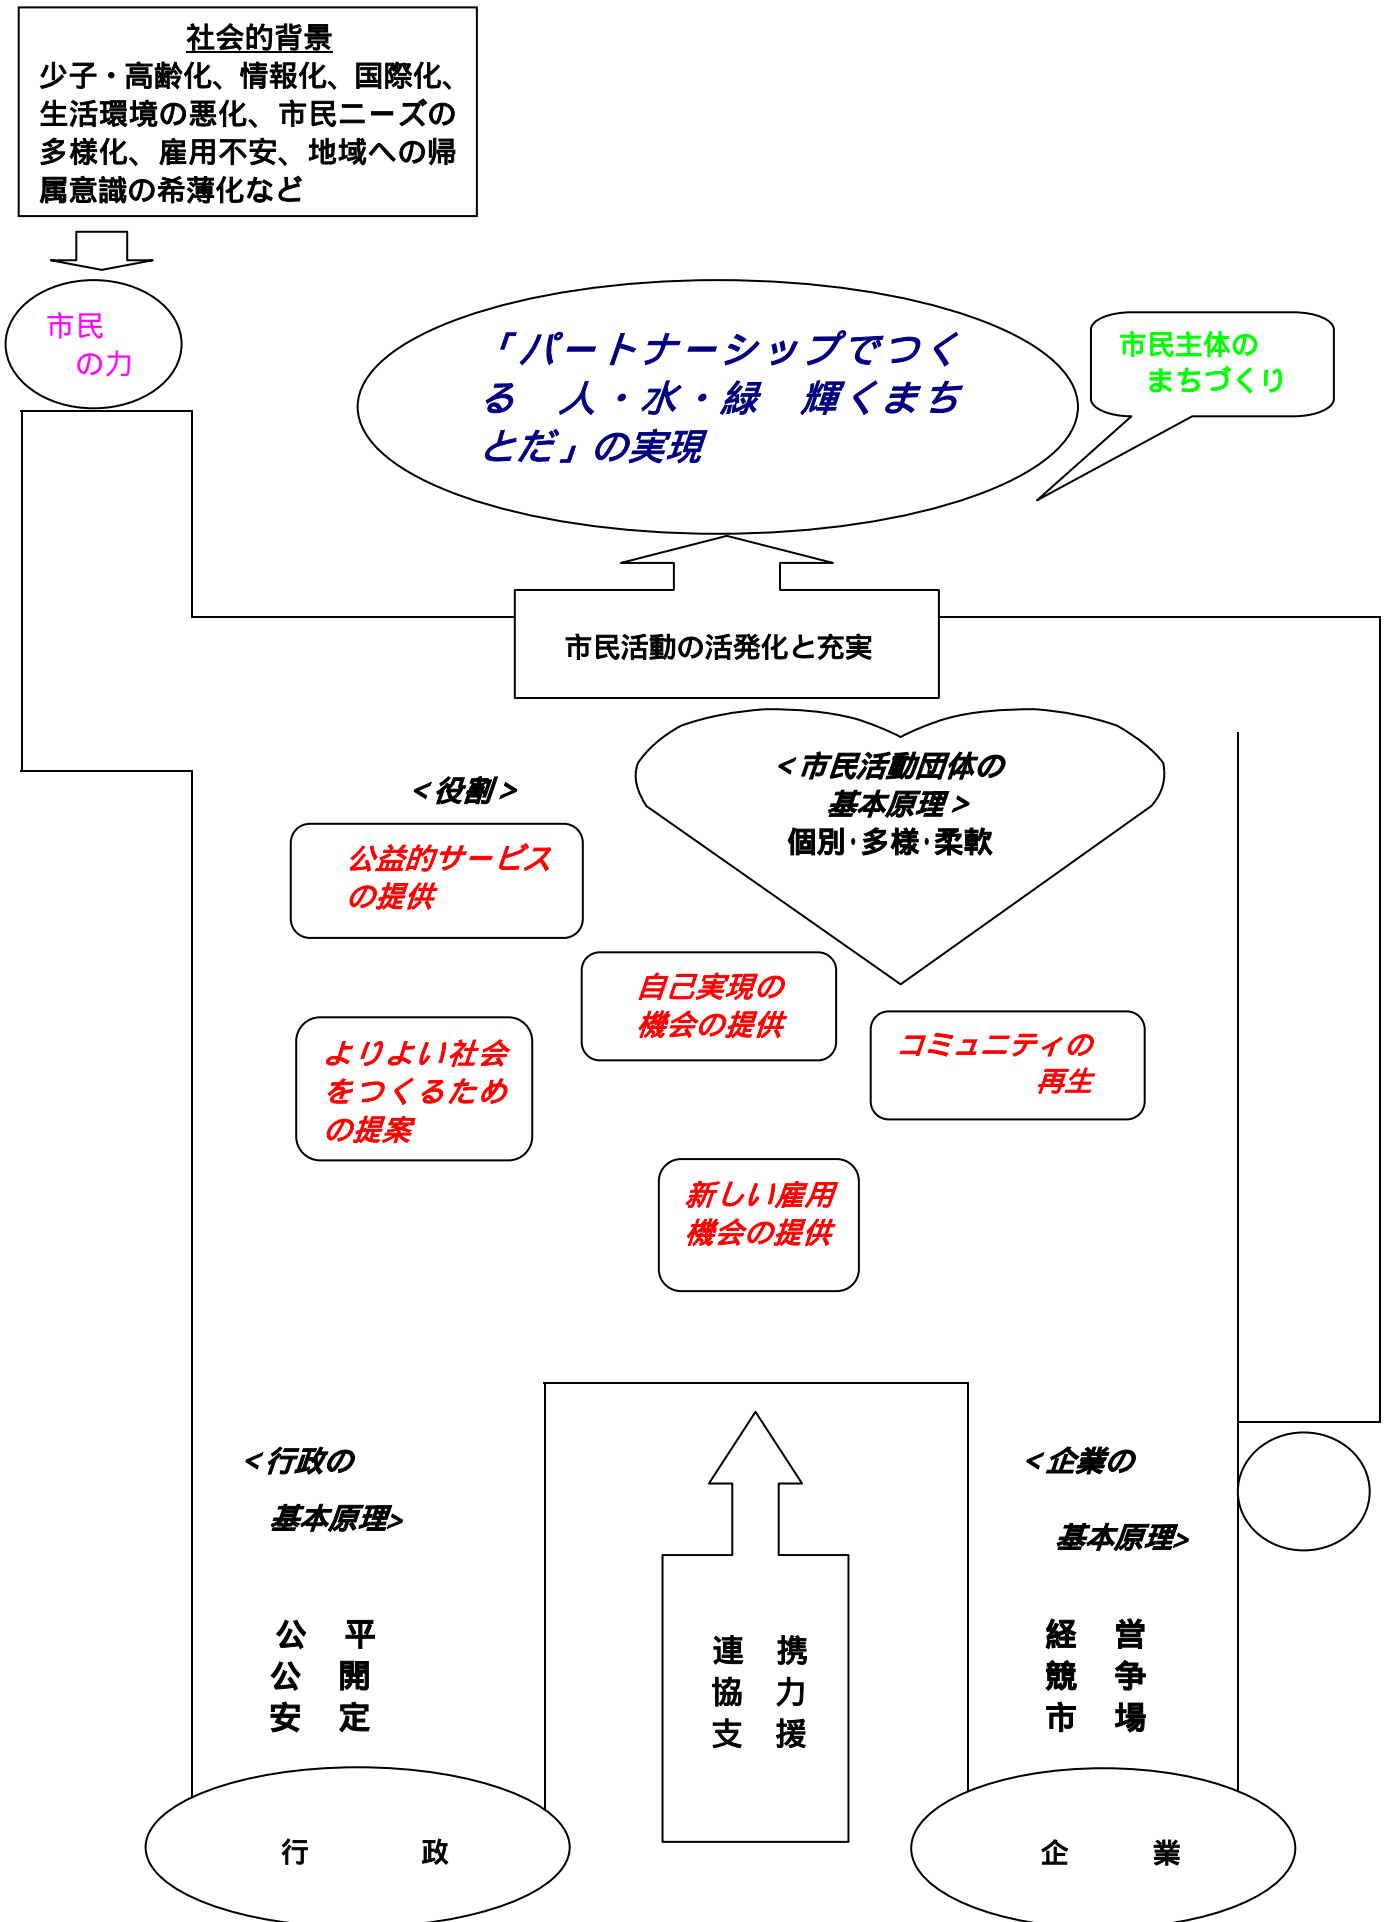 社会的背景
少子・高齢化、情報化、国際化、
生活環境の悪化、市民ニーズの
多様化、雇用不安、地域への帰
属意識の希薄化など
市民
の力
「パートナーシップでつく
る　人・水・緑　輝くまち
とだ」の実現
市民主体の
まちづくり
市民活動の活発化と充実
＜市民活動団体の
基本原理＞
個別･多様･柔軟
＜役割＞
公益的サービス
の提供
自己実現の
機会の提供
よりよい社会
をつくるため
の提案
コミュニティの
再生
新しい雇用
機会の提供
＜行政の
基本原理>
公　平
公　開
安　定
連　携
協　力
支　援
＜企業の
基本原理>
経　営
競　争
市　場
行　　　　政
企　　　業